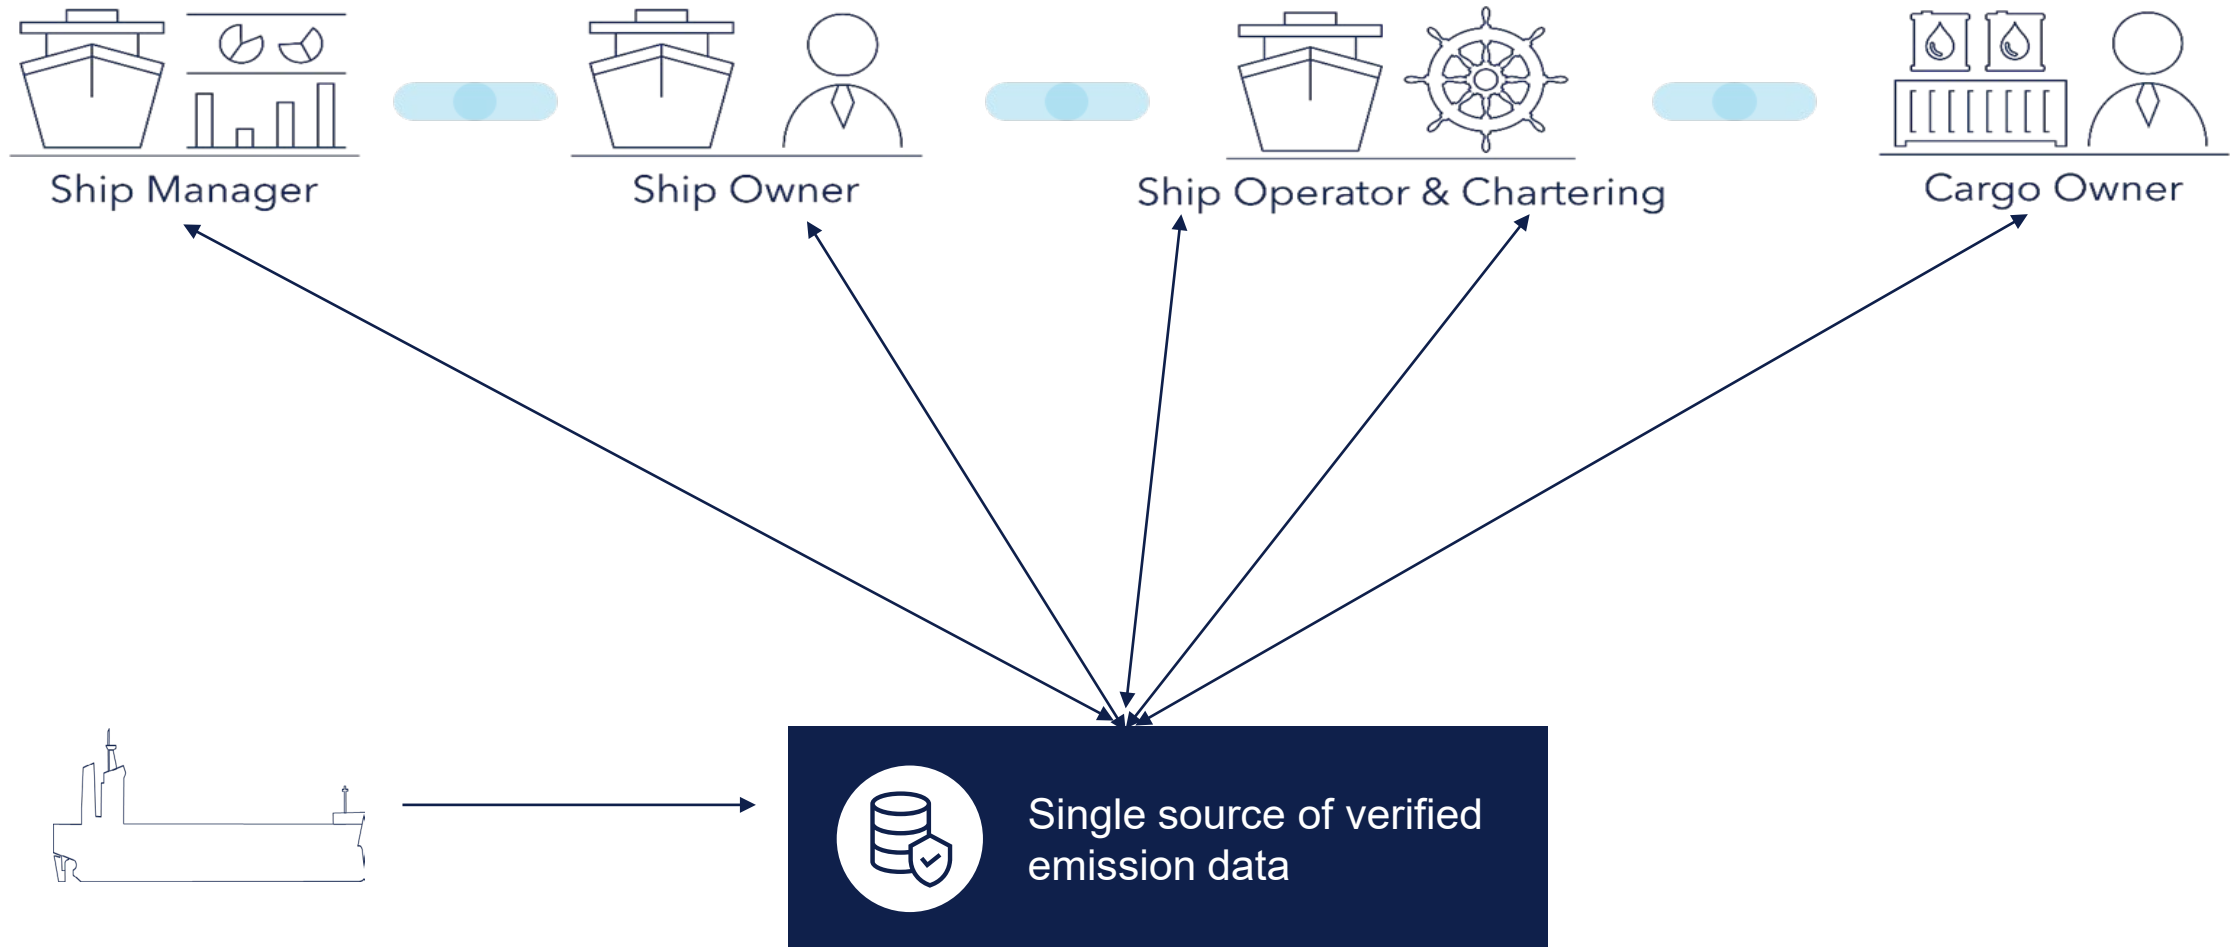 Ship Manager
Ship Owner
Ship Operator & Chartering
Cargo Owner
Single source of verified
emission data